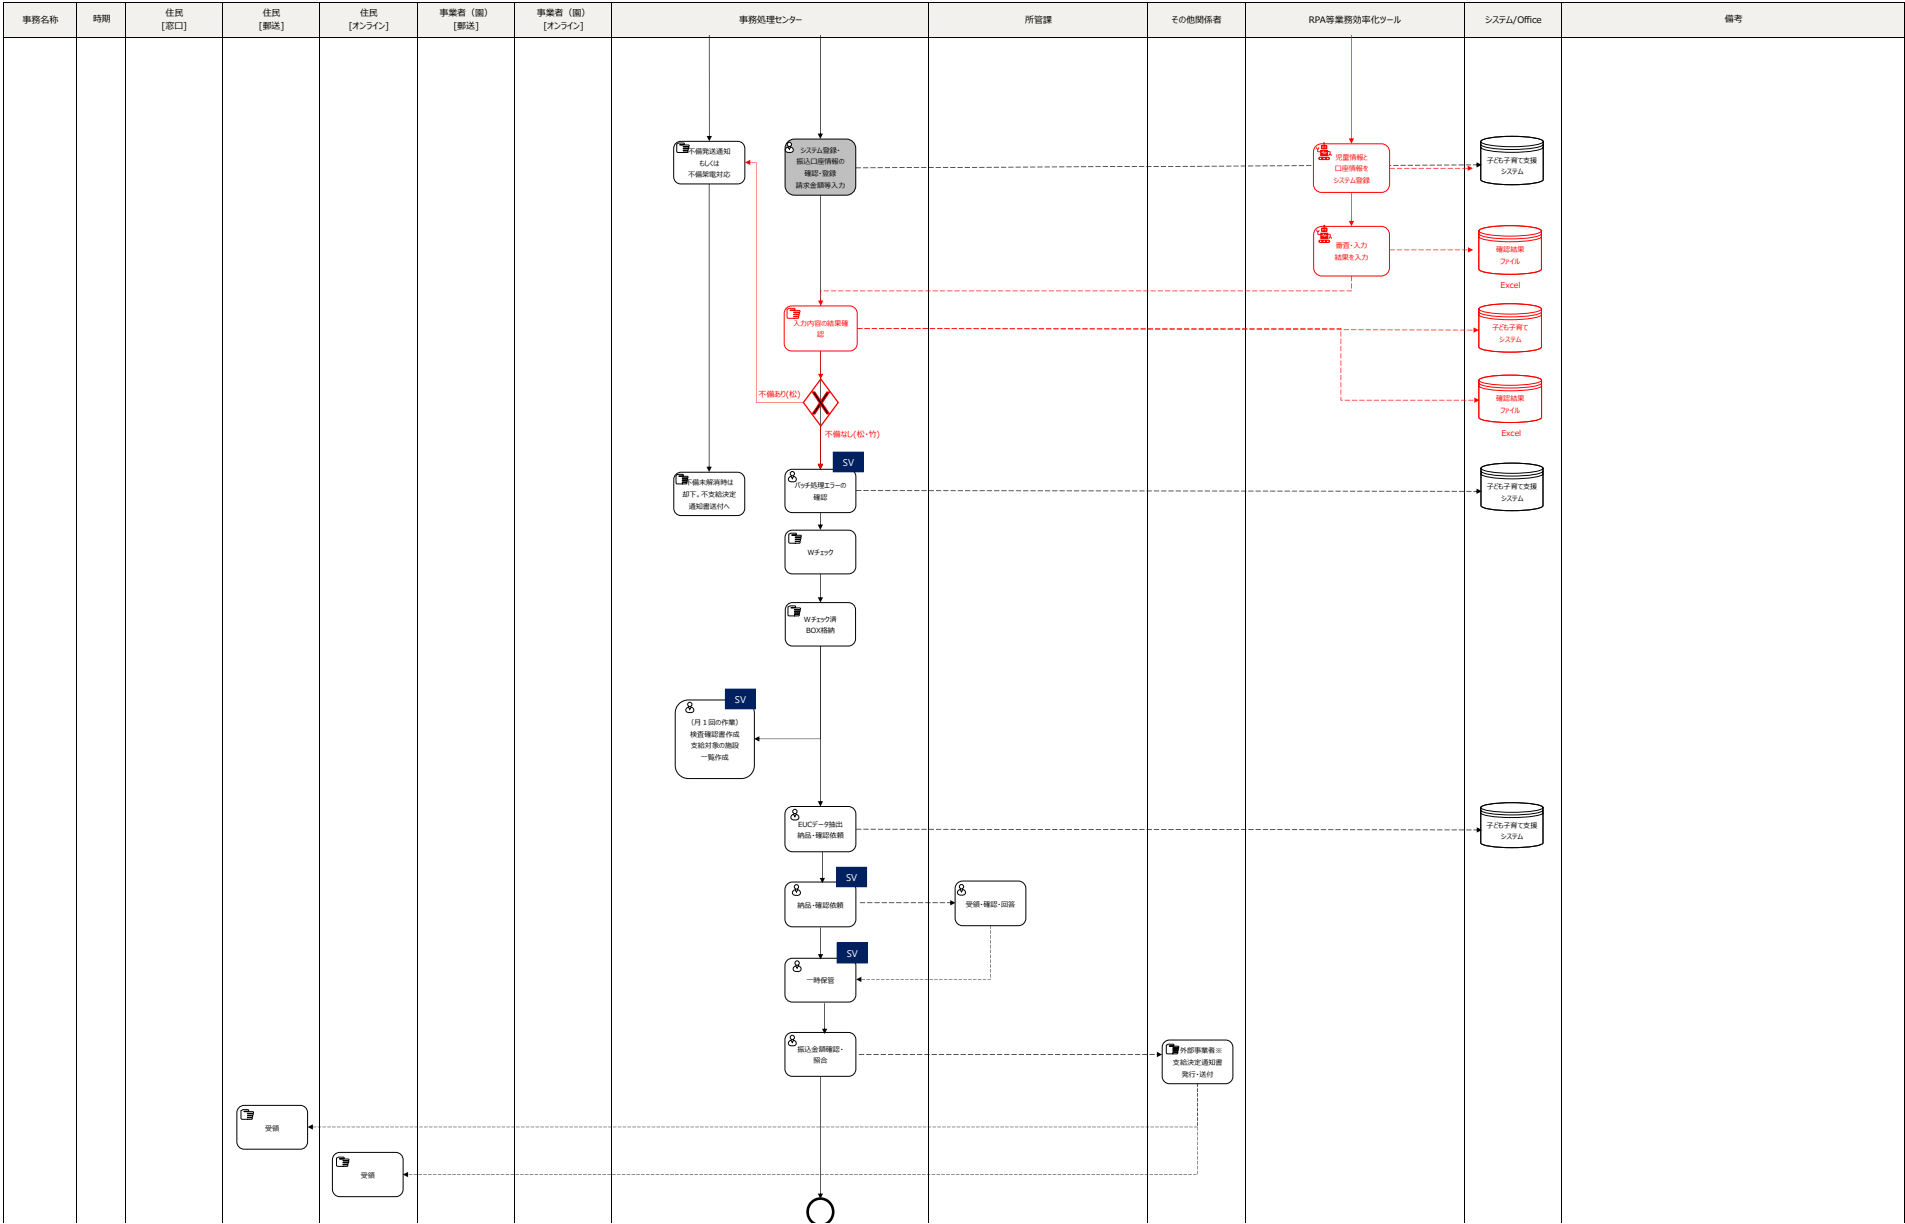 事務名称
時期
住民
[窓口]
住民
[郵送]
住民
[オンライン]
事業者（園）
[郵送]
事業者（園）
[オンライン]
事務処理センター
所管課
その他関係者
RPA等業務効率化ツール
システム/Office
備考
不備発送通知
もしくは
不備架電対応
システム登録・
振込口座情報の
確認・登録
請求金額等入力
児童情報と
口座情報を
システム登録
子ども子育て支援
システム
審査・入力
結果を入力
確認結果
ファイル
Excel
入力内容の結果確
認
子ども子育て
システム
不備あり(松)
確認結果
ファイル
Excel
不備なし(松・竹)
SV
不備未解消時は
却下。不支給決定
通知書送付へ
バッチ処理エラーの
確認
子ども子育て支援
システム
Wチェック
Wチェック済
BOX格納
SV
（月１回の作業）
検査確認書作成
支給対象の施設
一覧作成
EUCデータ抽出
納品・確認依頼
子ども子育て支援
システム
SV
納品・確認依頼
受領・確認・回答
SV
一時保管
振込金額確認・
照合
外部事業者※
支給決定通知書
発行・送付
受領
受領